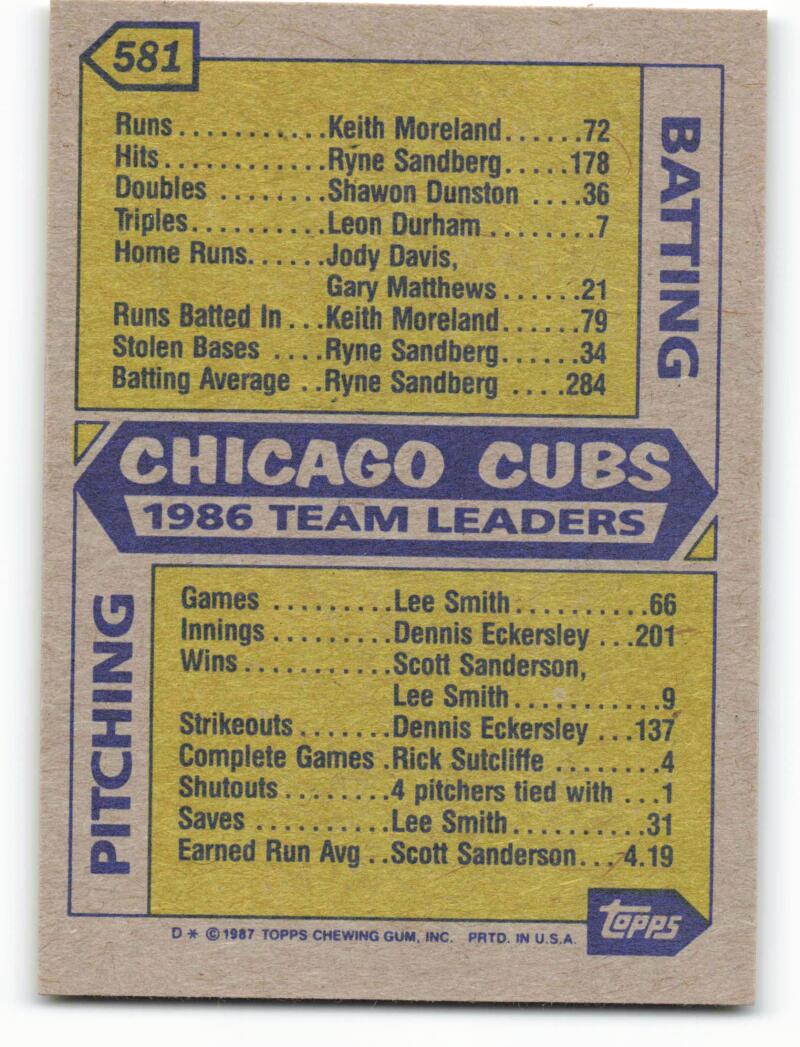 581
BATTING
Runs...........Keith Moreland......72
Hits............Ryne Sandberg.....178
Doubles ........Shawon Dunston ....36
Triples..........Leon Durham ........7
Home Runs......Jody Davis,
Gary Matthews......21
Runs Batted In ...Keith Moreland......79
Stolen Bases ....Ryne Sandberg......34
Batting Average ..Ryne Sandberg ....284
CHICAGO CUBS
1986 TEAM LEADERS
PITCHING
Games .........Lee Smith..........66
Innings .........Dennis Eckersley ...201
Wins ...........Scott Sanderson,
Lee Smith...........9
Strikeouts .......Dennis Eckersley ...137
Complete Games .Rick Sutcliffe ........4
Shutouts ........4 pitchers tied with ...1
Saves ..........Lee Smith..........31
Earned Run Avg ..Scott Sanderson...4.19
topps
D * © 1987 TOPPS CHEWING GUM, INC. PRTD. IN U.S.A.